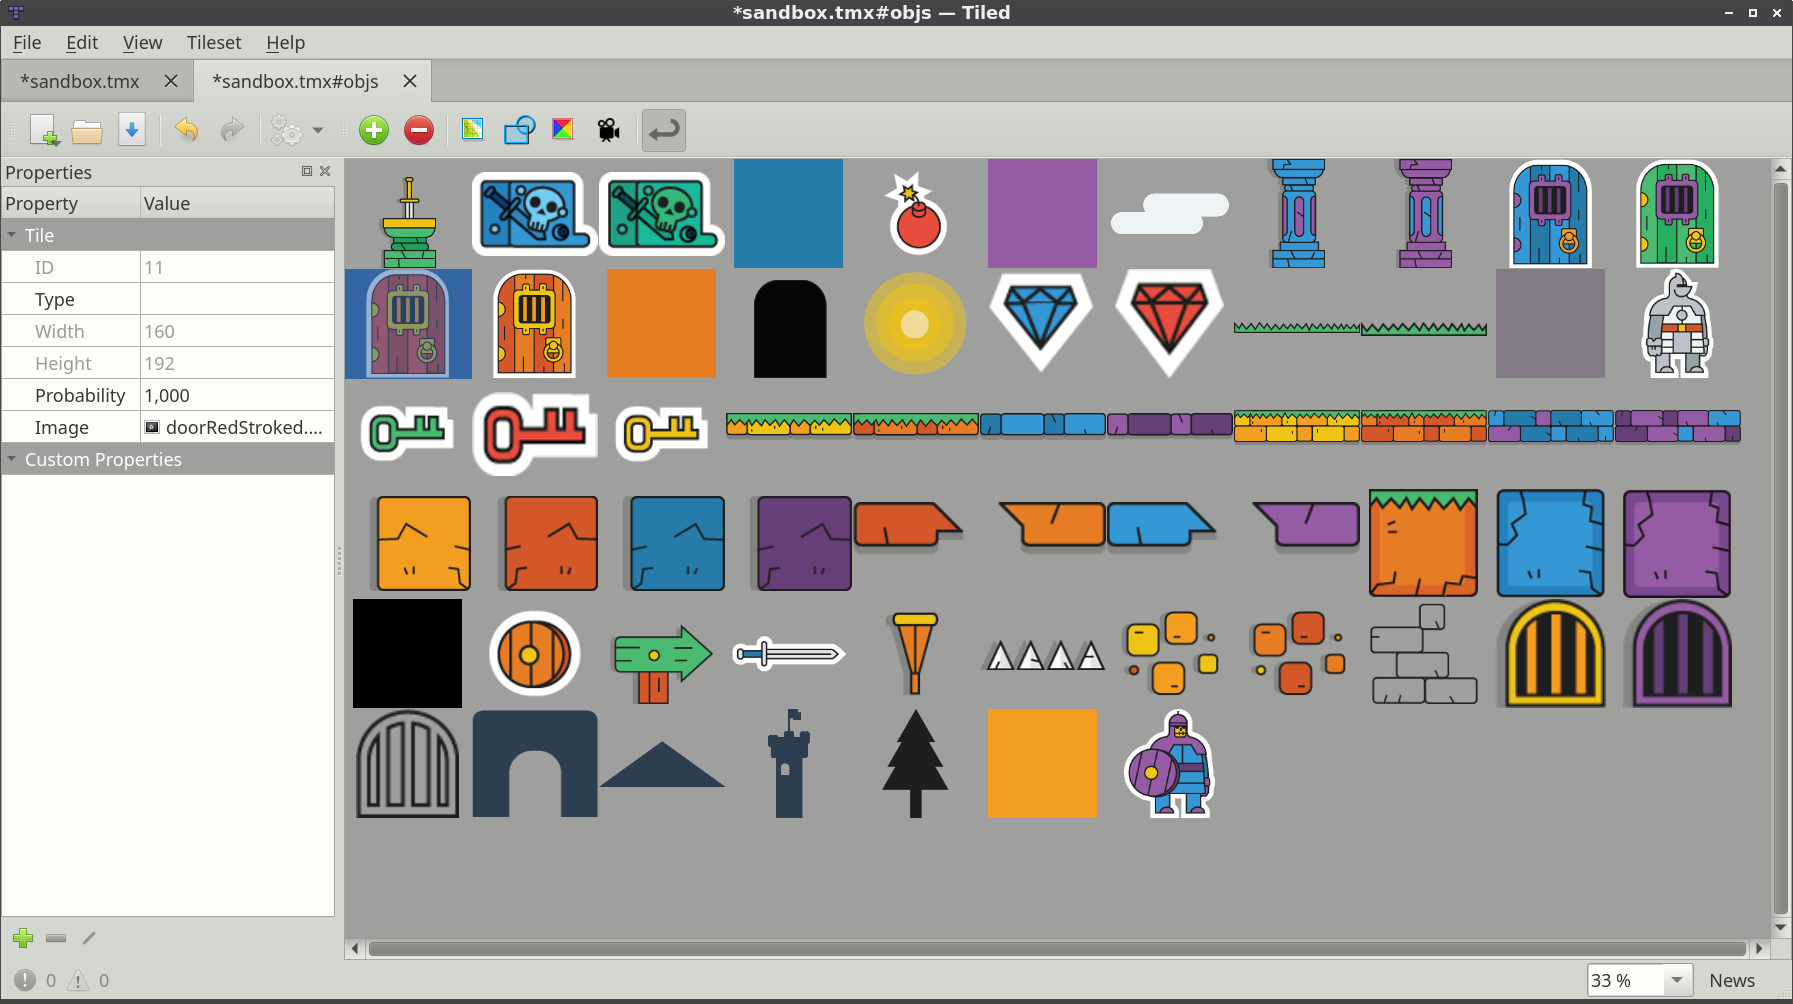 *sandbox.tmx#objs — Tiled
File Edit View Tileset Help
*sandbox.tmx *sandbox.tmx#objs
Properties
Property Value
Tile
ID 11
Type
Width 160
Height 192
Probability 1,000
Image doorRedStroked....
Custom Properties
0 0
33 % News